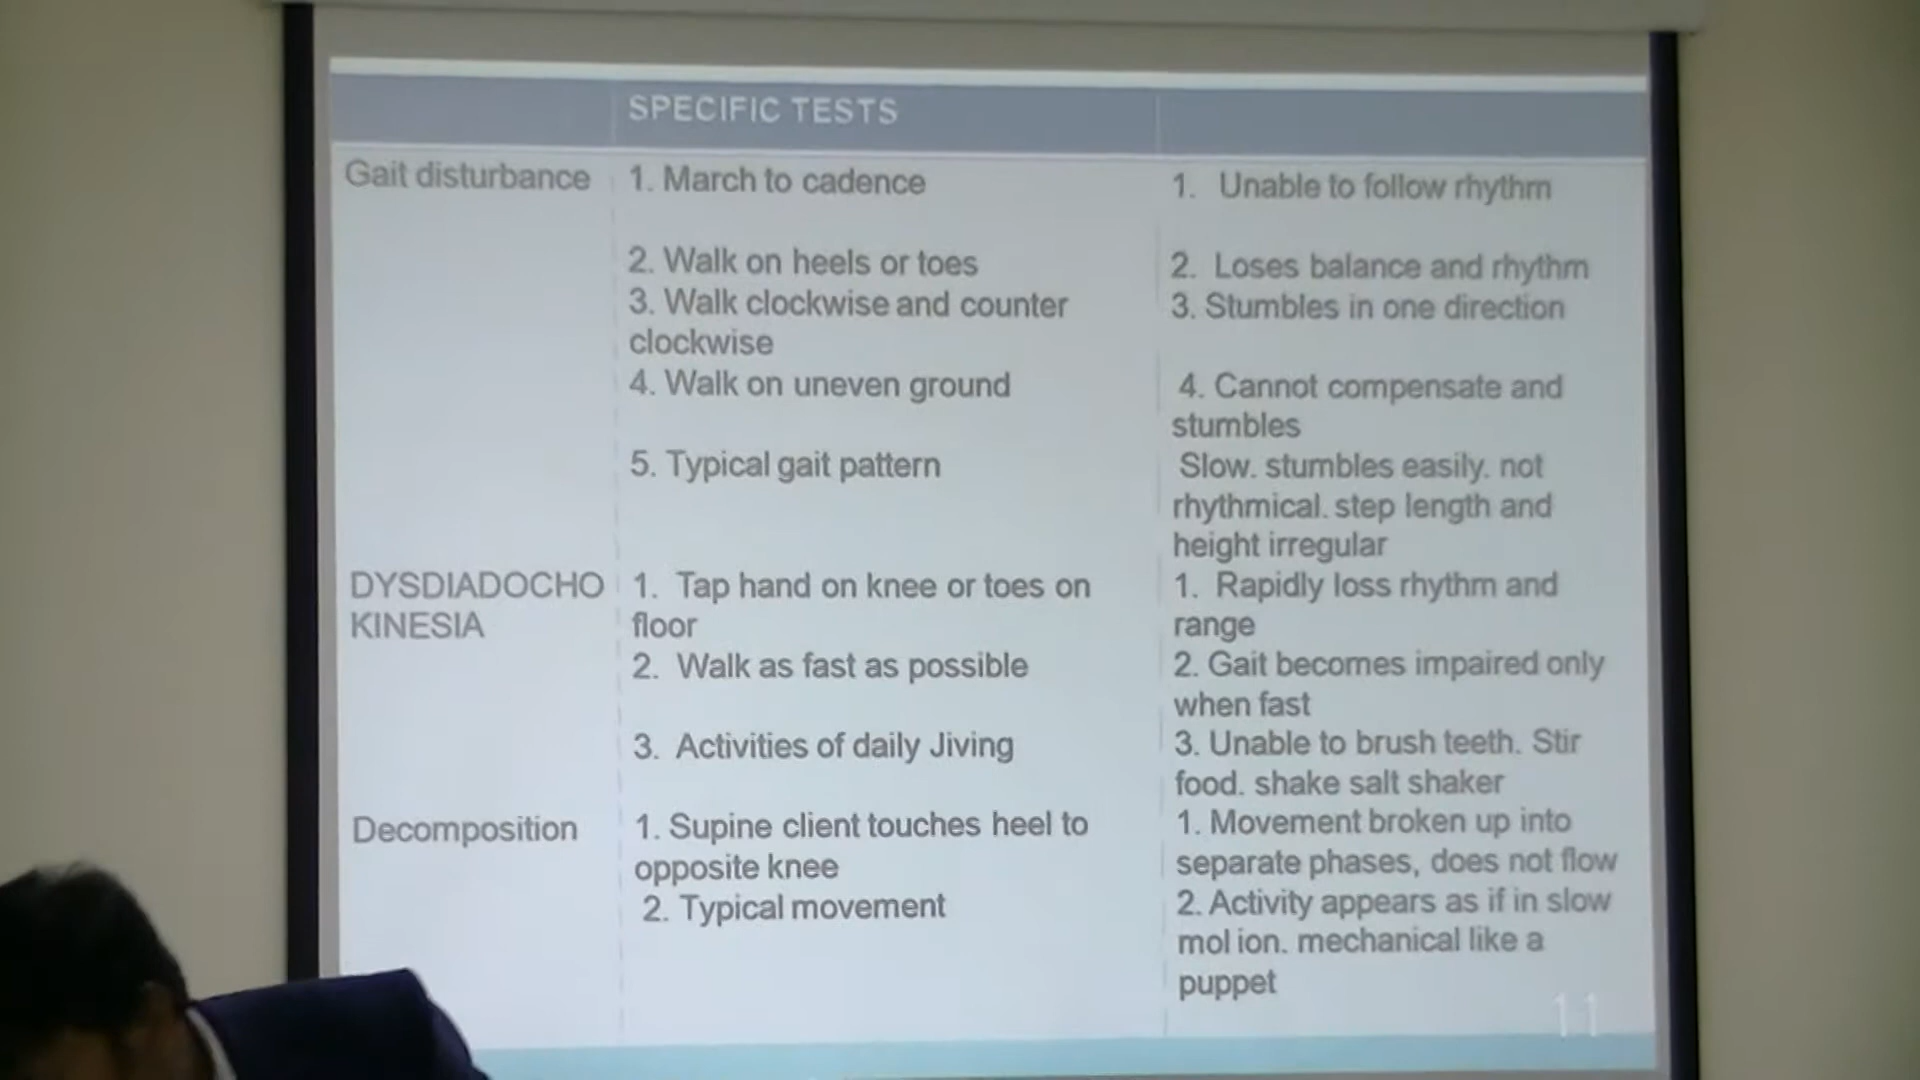 SPECIFIC TESTS
Gait disturbance
1. March to cadence
1. Unable to follow rhythm
2. Walk on heels or toes
2. Loses balance and rhythm
3. Walk clockwise and counter
clockwise
3. Stumbles in one direction
4. Walk on uneven ground
4. Cannot compensate and
stumbles
5. Typical gait pattern
Slow. stumbles easily. not
rhythmical. step length and
height irregular
DYSDIADOCHO
KINESIA
1. Tap hand on knee or toes on
floor
1. Rapidly loss rhythm and
range
2. Walk as fast as possible
2. Gait becomes impaired only
when fast
3. Activities of daily Jiving
3. Unable to brush teeth. Stir
food. shake salt shaker
Decomposition
1. Supine client touches heel to
opposite knee
1. Movement broken up into
separate phases, does not flow
2. Typical movement
2. Activity appears as if in slow
mol ion. mechanical like a
puppet
11